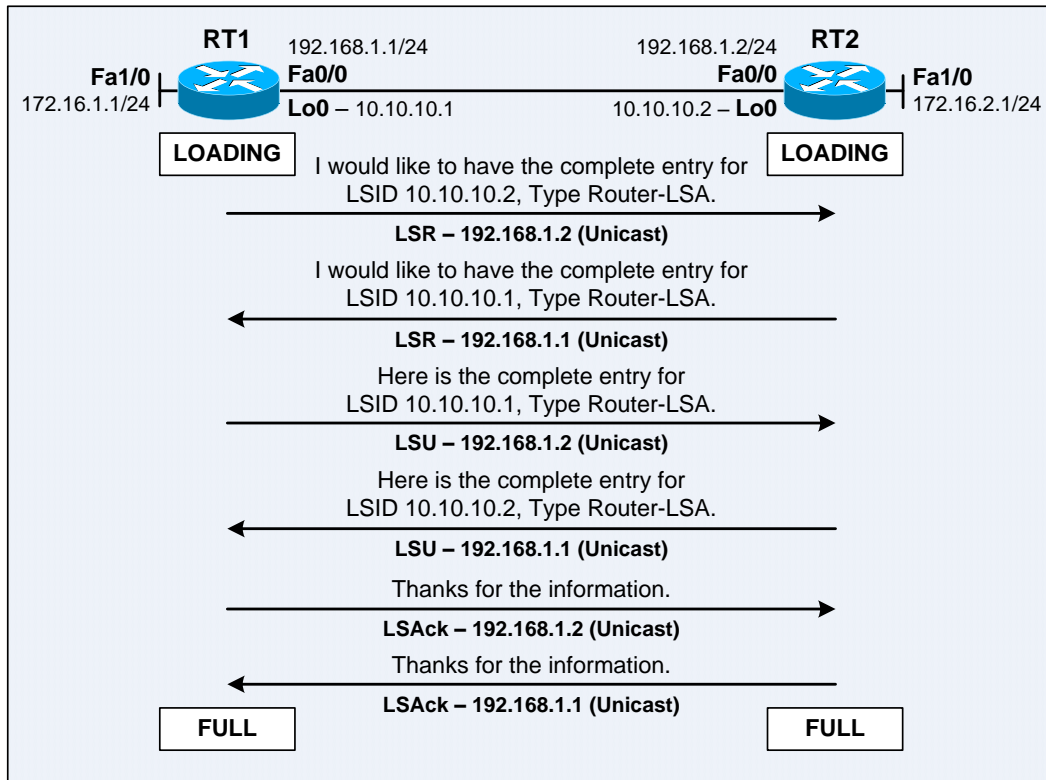 RT1
192.168.1.1/24
192.168.1.2/24
RT2
Fa1/0
Fa0/0
Fa0/0
Fa1/0
172.16.1.1/24
Lo0 – 10.10.10.1
10.10.10.2 – Lo0
172.16.2.1/24
LOADING
LOADING
I would like to have the complete entry for
LSID 10.10.10.2, Type Router-LSA.
LSR – 192.168.1.2 (Unicast)
I would like to have the complete entry for
LSID 10.10.10.1, Type Router-LSA.
LSR – 192.168.1.1 (Unicast)
Here is the complete entry for
LSID 10.10.10.1, Type Router-LSA.
LSU – 192.168.1.2 (Unicast)
Here is the complete entry for
LSID 10.10.10.2, Type Router-LSA.
LSU – 192.168.1.1 (Unicast)
Thanks for the information.
LSAck – 192.168.1.2 (Unicast)
Thanks for the information.
LSAck – 192.168.1.1 (Unicast)
FULL
FULL